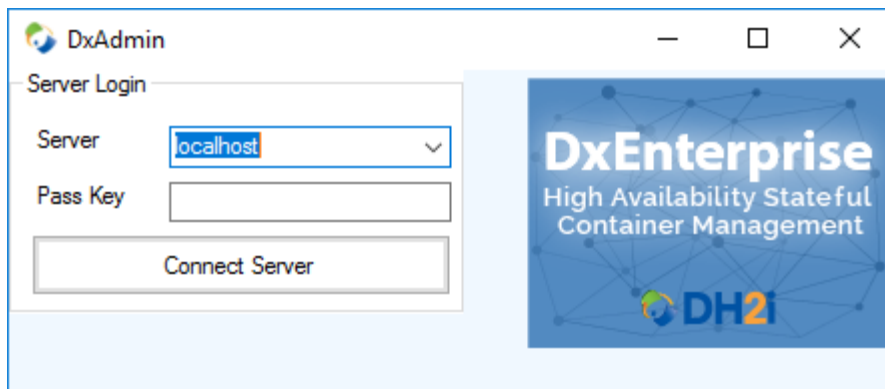 DxAdmin
Server Login
Server
localhost
Pass Key
Connect Server
DxEnterprise
High Availability Stateful
Container Management
DH2i